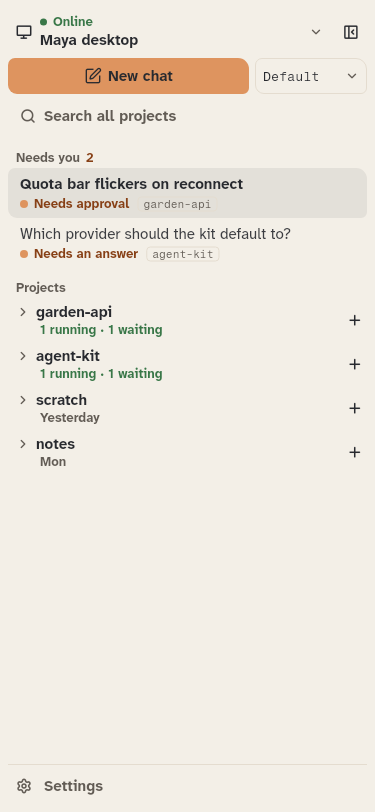 Online
Maya desktop
New chat
Default
Search all projects
Needs you 2
Quota bar flickers on reconnect
Needs approval garden-api
Which provider should the kit default to?
Needs an answer agent-kit
Projects
garden-api
1 running · 1 waiting
agent-kit
1 running · 1 waiting
scratch
Yesterday
notes
Mon
Settings